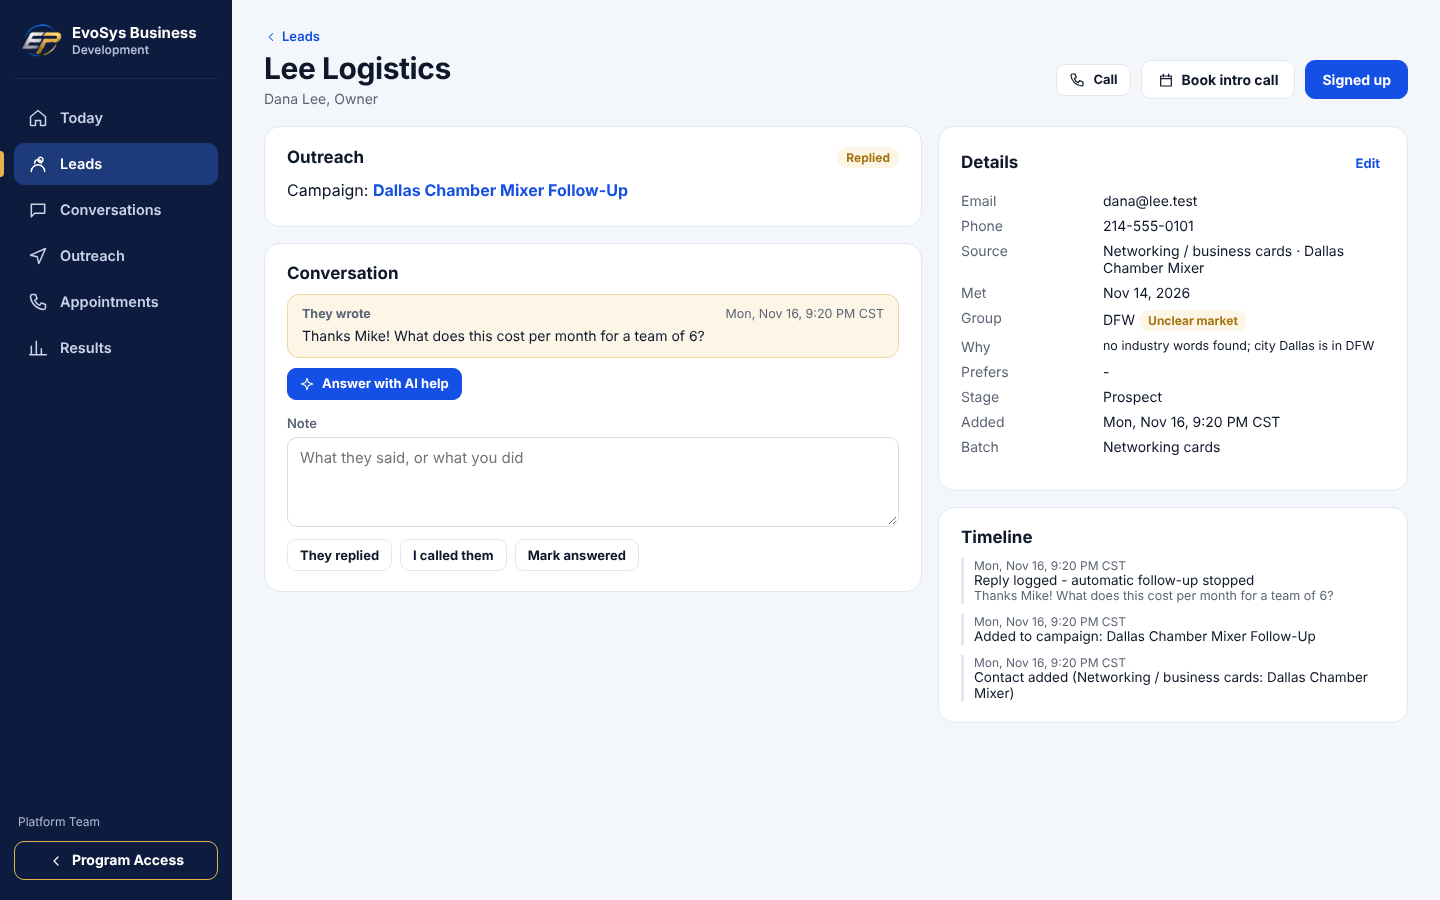 EP
EvoSys Business
Development
Today
Leads
Conversations
Outreach
Appointments
Results
Platform Team
Program Access
Leads
Lee Logistics
Dana Lee, Owner
Call
Book intro call
Signed up
Outreach
Replied
Campaign: Dallas Chamber Mixer Follow-Up
Conversation
They wrote
Mon, Nov 16, 9:20 PM CST
Thanks Mike! What does this cost per month for a team of 6?
Answer with AI help
Note
What they said, or what you did
They replied
I called them
Mark answered
Details
Edit
Email dana@lee.test
Phone 214-555-0101
Source Networking / business cards · Dallas
Chamber Mixer
Met Nov 14, 2026
Group DFW Unclear market
Why no industry words found; city Dallas is in DFW
Prefers -
Stage Prospect
Added Mon, Nov 16, 9:20 PM CST
Batch Networking cards
Timeline
Mon, Nov 16, 9:20 PM CST
Reply logged - automatic follow-up stopped
Thanks Mike! What does this cost per month for a team of 6?
Mon, Nov 16, 9:20 PM CST
Added to campaign: Dallas Chamber Mixer Follow-Up
Mon, Nov 16, 9:20 PM CST
Contact added (Networking / business cards: Dallas Chamber
Mixer)